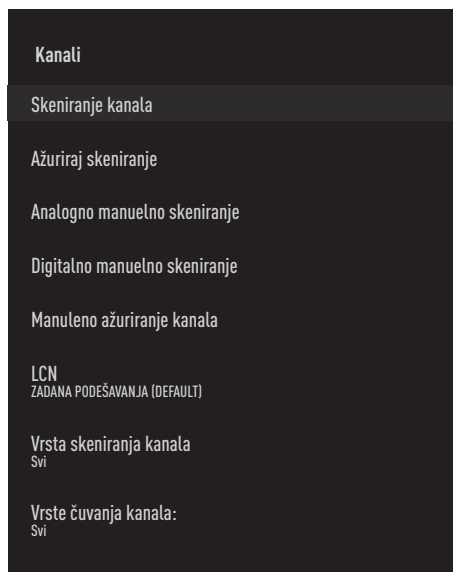 Kanali
Skeniranje kanala
Ažuriraj skeniranje
Analogno manuelno skeniranje
Digitalno manuelno skeniranje
Manuleno ažuriranje kanala
LCN
ZADANA PODEŠAVANJA (DEFAULT)
Vrsta skeniranja kanala
Svi
Vrste čuvanja kanala:
Svi